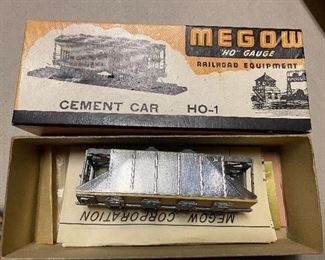 MEGOW
"HO" GAUGE
RAILROAD EQUIPMENT
CEMENT CAR HO-1
MEGOW CORPORATION